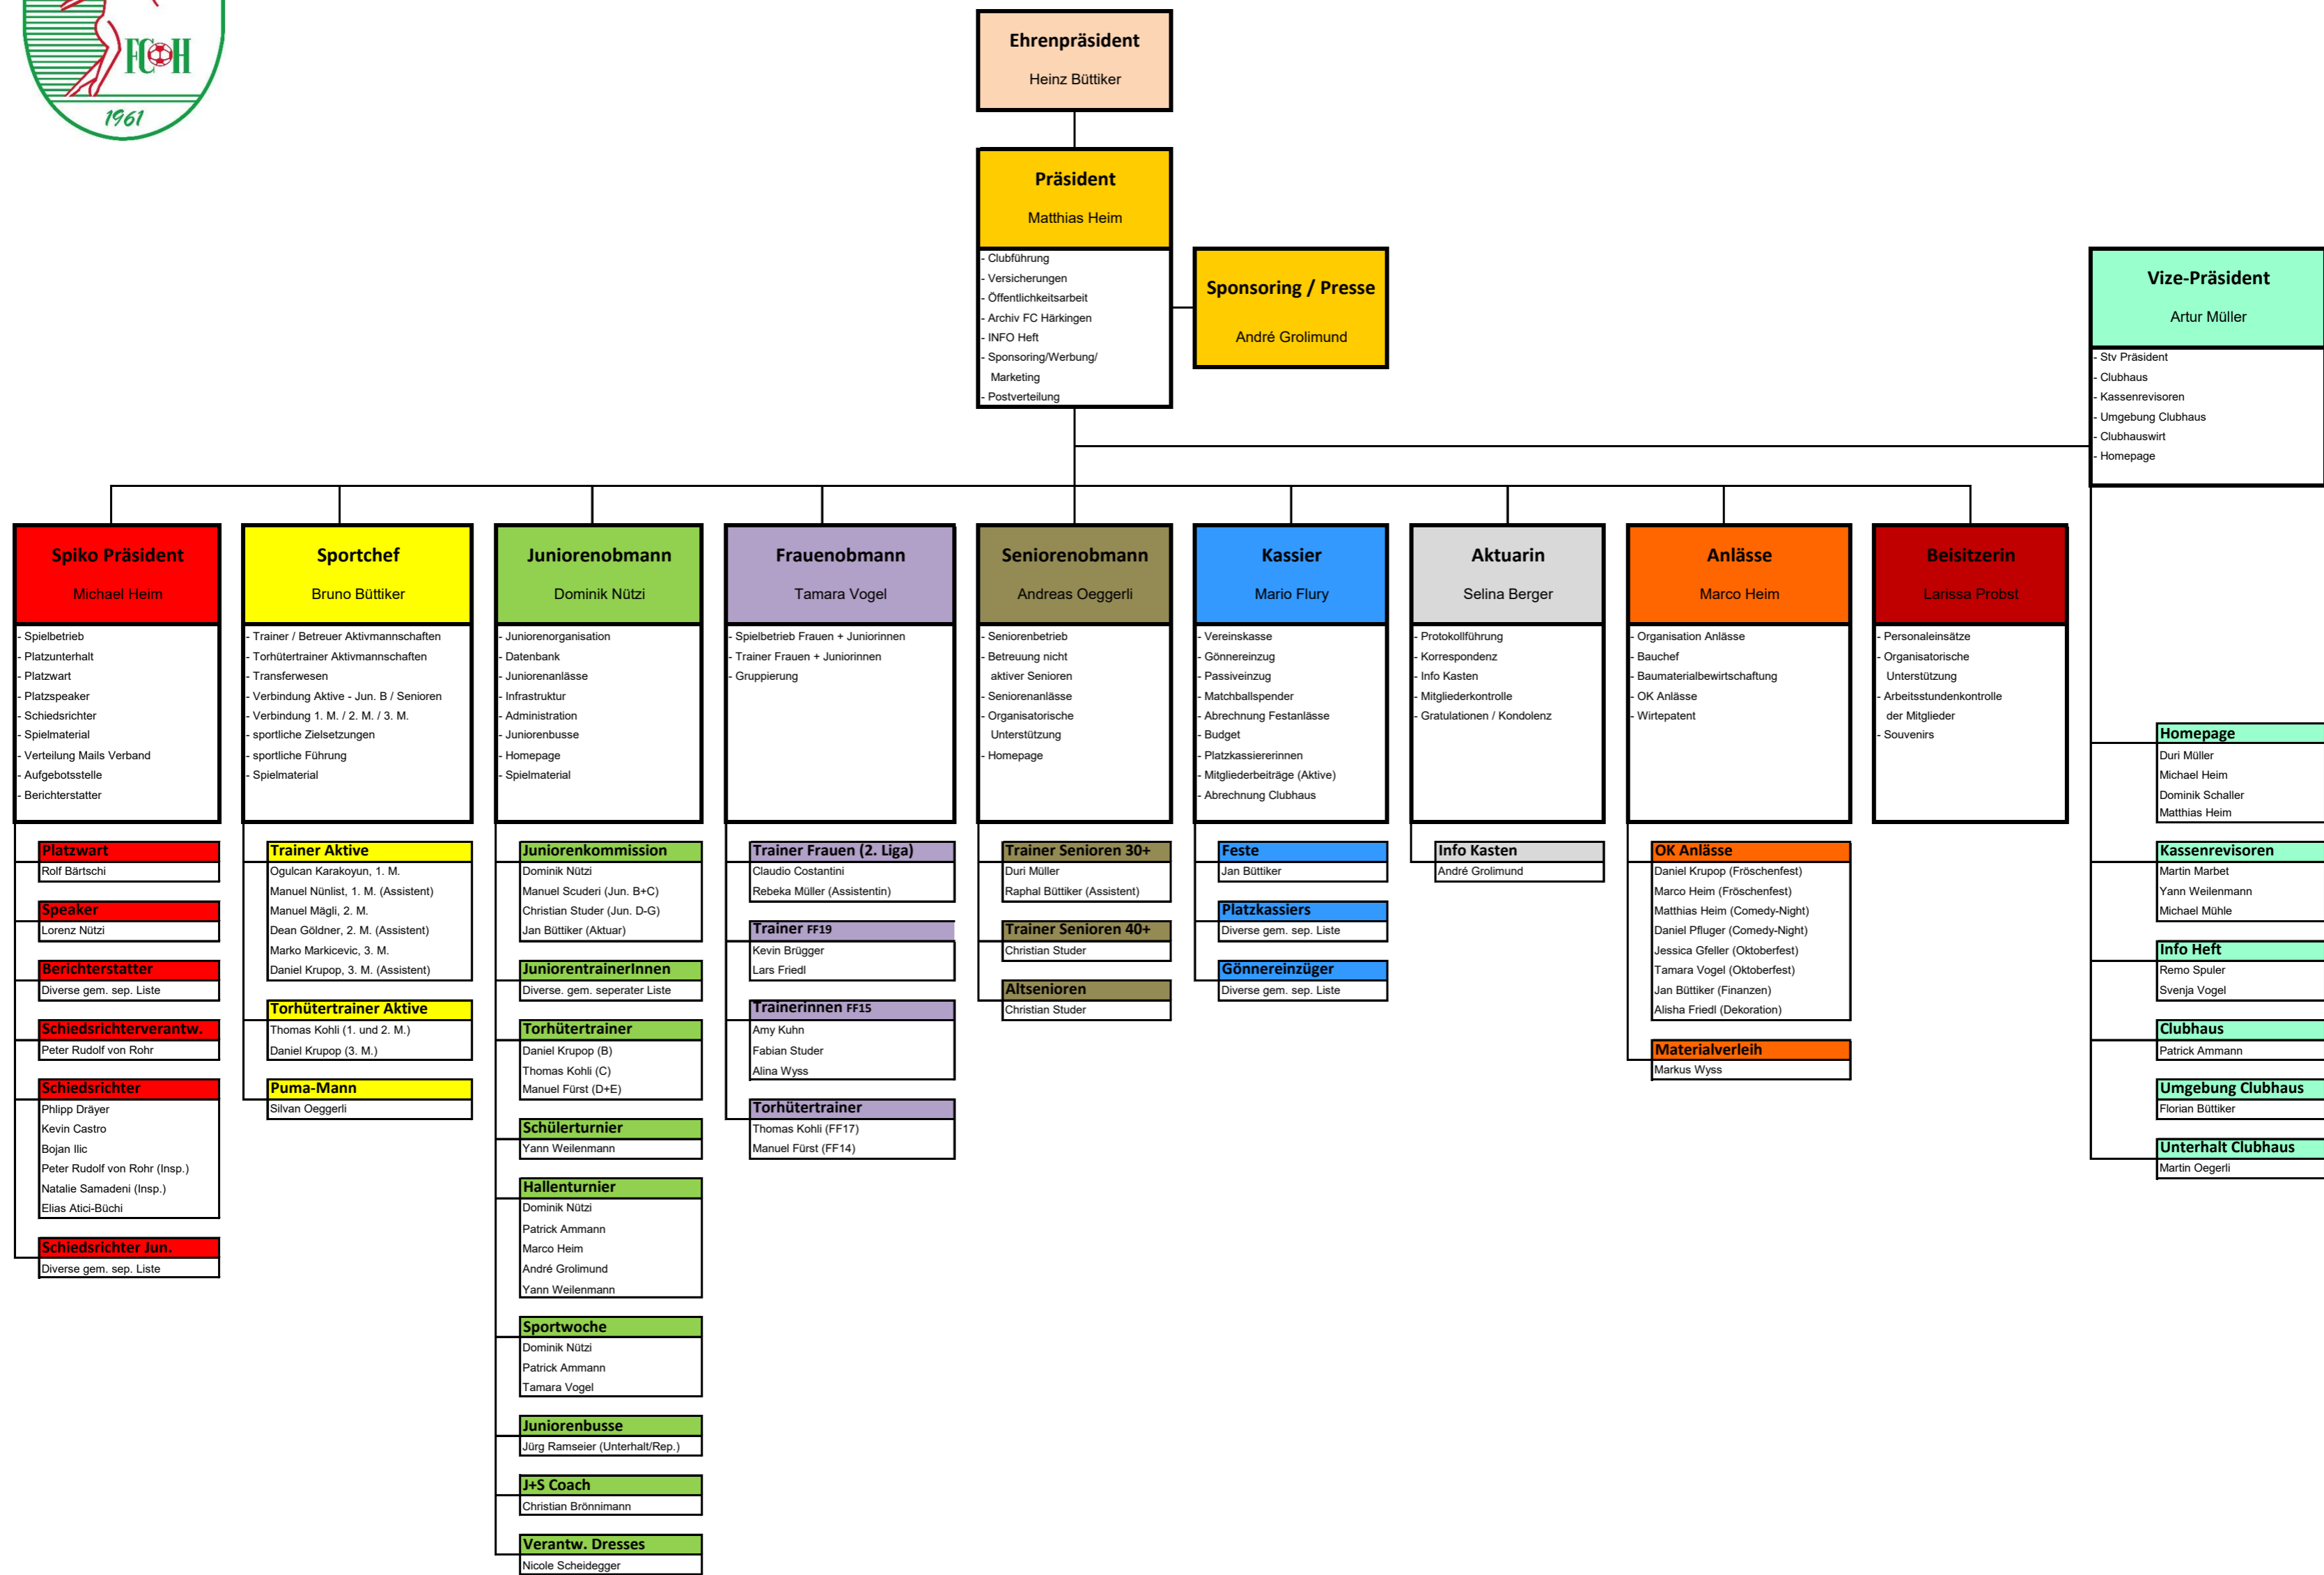 FC H
1961
Ehrenpräsident
Heinz Büttiker
Präsident
Matthias Heim
- Clubführung
- Versicherungen
- Öffentlichkeitsarbeit
- Archiv FC Härkingen
- INFO Heft
- Sponsoring/Werbung/
Marketing
- Postverteilung
Sponsoring / Presse
André Grolimund
Vize-Präsident
Artur Müller
- Stv Präsident
- Clubhaus
- Kassenrevisoren
- Umgebung Clubhaus
- Clubhauswirt
- Homepage
Spiko Präsident
Michael Heim
- Spielbetrieb
- Platzunterhalt
- Platzwart
- Platzspeaker
- Schiedsrichter
- Spielmaterial
- Verteilung Mails Verband
- Aufgebotsstelle
- Berichterstatter
Platzwart
Rolf Bärtschi
Speaker
Lorenz Nützi
Berichterstatter
Diverse gem. sep. Liste
Schiedsrichterverantw.
Peter Rudolf von Rohr
Schiedsrichter
Phlipp Dräyer
Kevin Castro
Bojan Ilic
Peter Rudolf von Rohr (Insp.)
Natalie Samadeni (Insp.)
Elias Atici-Büchi
Schiedsrichter Jun.
Diverse gem. sep. Liste
Sportchef
Bruno Büttiker
- Trainer / Betreuer Aktivmannschaften
- Torhütertrainer Aktivmannschaften
- Transferwesen
- Verbindung Aktive - Jun. B / Senioren
- Verbindung 1. M. / 2. M. / 3. M.
- sportliche Zielsetzungen
- sportliche Führung
- Spielmaterial
Trainer Aktive
Ogulcan Karakoyun, 1. M.
Manuel Nünlist, 1. M. (Assistent)
Manuel Mägli, 2. M.
Dean Göldner, 2. M. (Assistent)
Marko Markicevic, 3. M.
Daniel Krupop, 3. M. (Assistent)
Torhütertrainer Aktive
Thomas Kohli (1. und 2. M.)
Daniel Krupop (3. M.)
Puma-Mann
Silvan Oeggerli
Juniorenobmann
Dominik Nützi
- Juniorenorganisation
- Datenbank
- Juniorenanlässe
- Infrastruktur
- Administration
- Juniorenbusse
- Homepage
- Spielmaterial
Juniorenkommission
Dominik Nützi
Manuel Scuderi (Jun. B+C)
Christian Studer (Jun. D-G)
Jan Büttiker (Aktuar)
JuniorentrainerInnen
Diverse. gem. seperater Liste
Torhütertrainer
Daniel Krupop (B)
Thomas Kohli (C)
Manuel Fürst (D+E)
Schülerturnier
Yann Weilenmann
Hallenturnier
Dominik Nützi
Patrick Ammann
Marco Heim
André Grolimund
Yann Weilenmann
Sportwoche
Dominik Nützi
Patrick Ammann
Tamara Vogel
Juniorenbusse
Jürg Ramseier (Unterhalt/Rep.)
J+S Coach
Christian Brönnimann
Verantw. Dresses
Nicole Scheidegger
Frauenobmann
Tamara Vogel
- Spielbetrieb Frauen + Juniorinnen
- Trainer Frauen + Juniorinnen
- Gruppierung
Trainer Frauen (2. Liga)
Claudio Costantini
Rebeka Müller (Assistentin)
Trainer FF19
Kevin Brügger
Lars Friedl
Trainerinnen FF15
Amy Kuhn
Fabian Studer
Alina Wyss
Torhütertrainer
Thomas Kohli (FF17)
Manuel Fürst (FF14)
Seniorenobmann
Andreas Oeggerli
- Seniorenbetrieb
- Betreuung nicht
aktiver Senioren
- Seniorenanlässe
- Organisatorische
Unterstützung
- Homepage
Trainer Senioren 30+
Duri Müller
Raphal Büttiker (Assistent)
Trainer Senioren 40+
Christian Studer
Altsenioren
Christian Studer
Kassier
Mario Flury
- Vereinskasse
- Gönnereinzug
- Passiveinzug
- Matchballspender
- Abrechnung Festanlässe
- Budget
- Platzkassiererinnen
- Mitgliederbeiträge (Aktive)
- Abrechnung Clubhaus
Feste
Jan Büttiker
Platzkassiers
Diverse gem. sep. Liste
Gönnereinzüger
Diverse gem. sep. Liste
Aktuarin
Selina Berger
- Protokollführung
- Korrespondenz
- Info Kasten
- Mitgliederkontrolle
- Gratulationen / Kondolenz
Info Kasten
André Grolimund
Anlässe
Marco Heim
- Organisation Anlässe
- Bauchef
- Baumaterialbewirtschaftung
- OK Anlässe
- Wirtepatent
OK Anlässe
Daniel Krupop (Fröschenfest)
Marco Heim (Fröschenfest)
Matthias Heim (Comedy-Night)
Daniel Pfluger (Comedy-Night)
Jessica Gfeller (Oktoberfest)
Tamara Vogel (Oktoberfest)
Jan Büttiker (Finanzen)
Alisha Friedl (Dekoration)
Materialverleih
Markus Wyss
Beisitzerin
Larissa Probst
- Personaleinsätze
- Organisatorische
Unterstützung
- Arbeitsstundenkontrolle
der Mitglieder
- Souvenirs
Homepage
Duri Müller
Michael Heim
Dominik Schaller
Matthias Heim
Kassenrevisoren
Martin Marbet
Yann Weilenmann
Michael Mühle
Info Heft
Remo Spuler
Svenja Vogel
Clubhaus
Patrick Ammann
Umgebung Clubhaus
Florian Büttiker
Unterhalt Clubhaus
Martin Oegerli